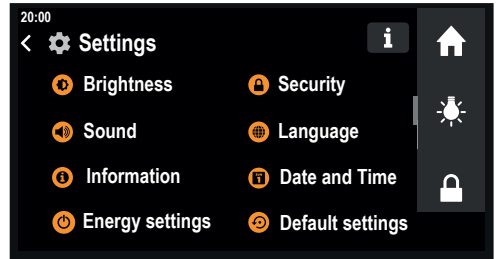 20:00
Settings
Brightness
Security
Sound
Language
Information
Date and Time
Energy settings
Default settings